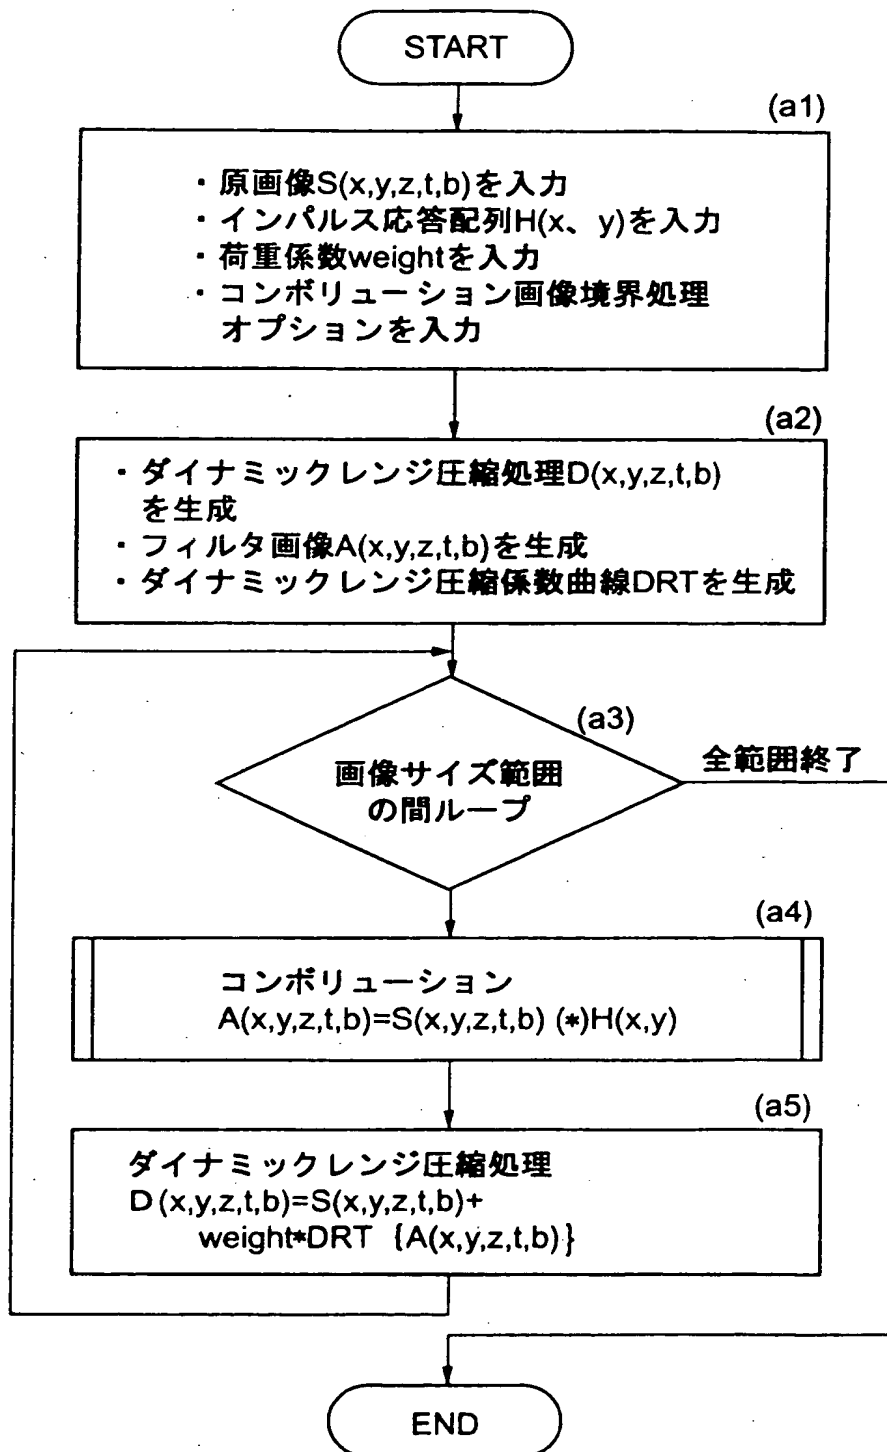 START
(a1)
・原画像S(x,y,z,t,b)を入力
・インパルス応答配列H(x、y)を入力
・荷重係数weightを入力
・コンボリューション画像境界処理
オプションを入力
(a2)
・ダイナミックレンジ圧縮処理D(x,y,z,t,b)
を生成
・フィルタ画像A(x,y,z,t,b)を生成
・ダイナミックレンジ圧縮係数曲線DRTを生成
(a3)
画像サイズ範囲
の間ループ
全範囲終了
(a4)
コンボリューション
A(x,y,z,t,b)=S(x,y,z,t,b) (*)H(x,y)
(a5)
ダイナミックレンジ圧縮処理
D(x,y,z,t,b)=S(x,y,z,t,b)+
weight*DRT {A(x,y,z,t,b)}
END